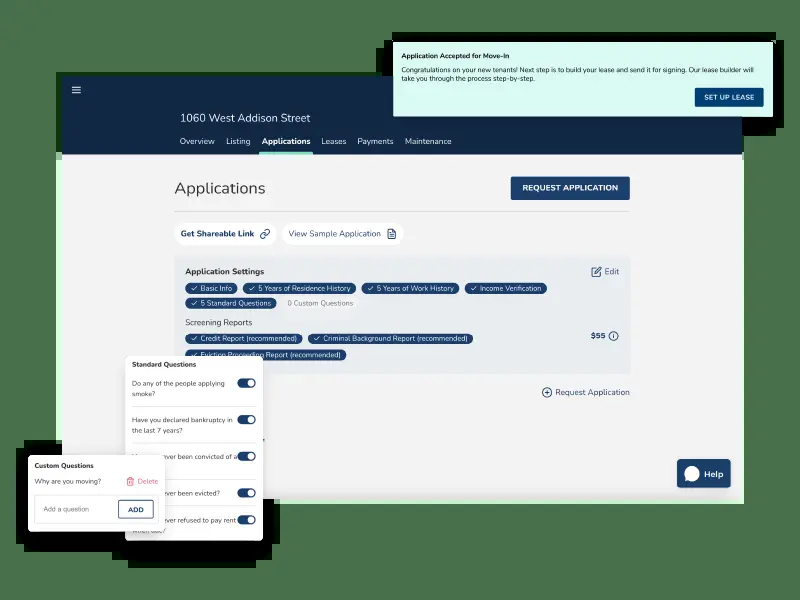 Application Accepted for Move-In
Congratulations on your new tenants! Next step is to build your lease and send it for signing. Our lease builder will
take you through the process step-by-step.
SET UP LEASE
1060 West Addison Street
Overview Listing Applications Leases Payments Maintenance
Applications
REQUEST APPLICATION
Get Shareable Link View Sample Application
Application Settings
Edit
Basic Info 5 Years of Residence History 5 Years of Work History Income Verification
5 Standard Questions 0 Custom Questions
Screening Reports
$55
Credit Report (recommended) Criminal Background Report (recommended)
Eviction Proceeding Report (recommended)
Request Application
Standard Questions
Do any of the people applying
smoke?
Have you declared bankruptcy in
the last 7 years?
ever been convicted of a
ever been evicted?
ever refused to pay rent
Custom Questions
Why are you moving?
Delete
Add a question
ADD
Help